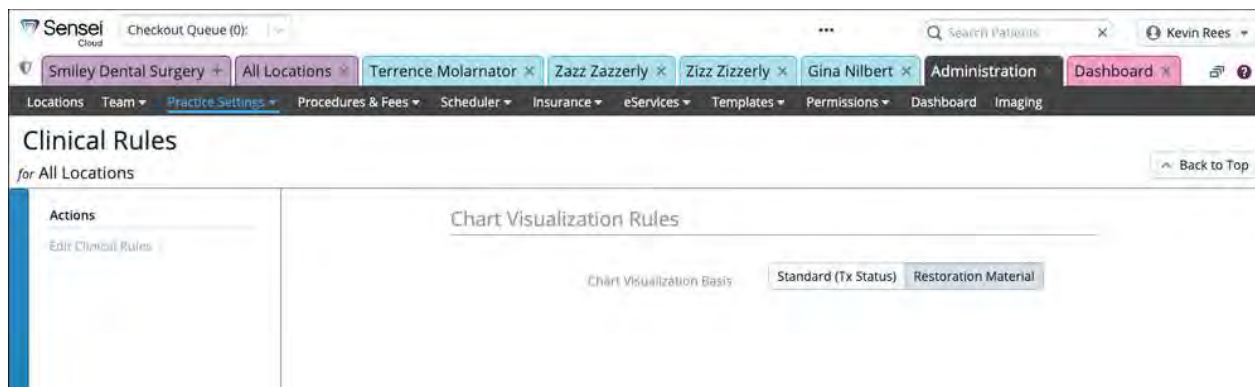 Sensei Cloud Checkout Queue (0): ... Search Patients × Kevin Rees
Smiley Dental Surgery + All Locations × Terrence Molarnator × Zazz Zazzerly × Zizz Zizzerly × Gina Nilbert × Administration × Dashboard ×
Locations Team Practice Settings Procedures & Fees Scheduler Insurance eServices Templates Permissions Dashboard Imaging
Clinical Rules
for All Locations
Back to Top
Actions
Edit Clinical Rules
Chart Visualization Rules
Chart Visualization Basis Standard (Tx Status) Restoration Material